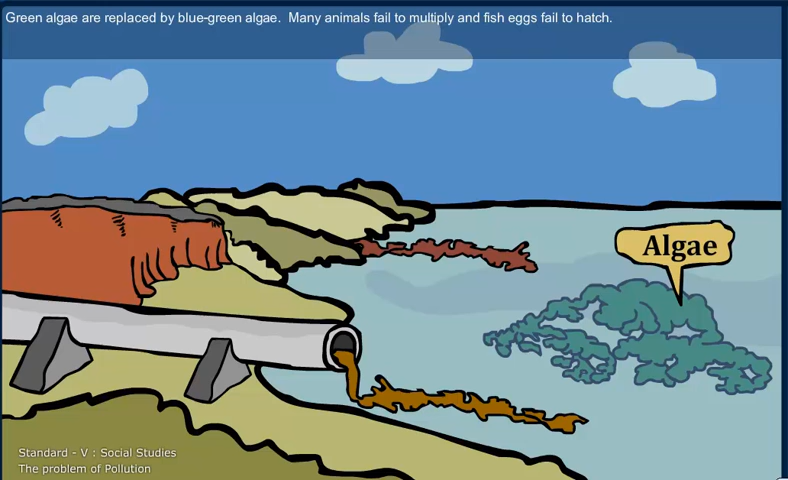 Green algae are replaced by blue-green algae.  Many animals fail to multiply and fish eggs fail to hatch.
Algae
Standard - V : Social Studies
The problem of Pollution